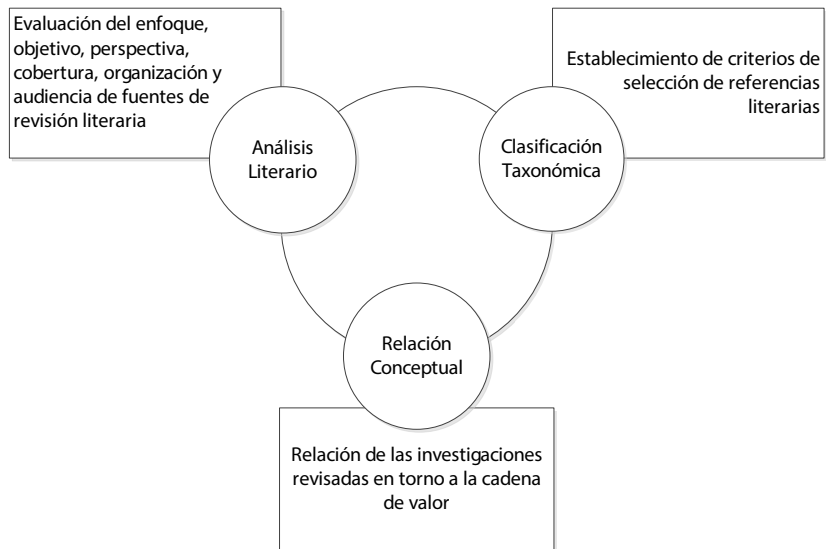 Evaluación del enfoque,
objetivo, perspectiva,
cobertura, organización y
audiencia de fuentes de
revisión literaria
Análisis
Literario
Establecimiento de criterios de
selección de referencias
literarias
Clasificación
Taxonómica
Relación
Conceptual
Relación de las investigaciones
revisadas en torno a la cadena
de valor